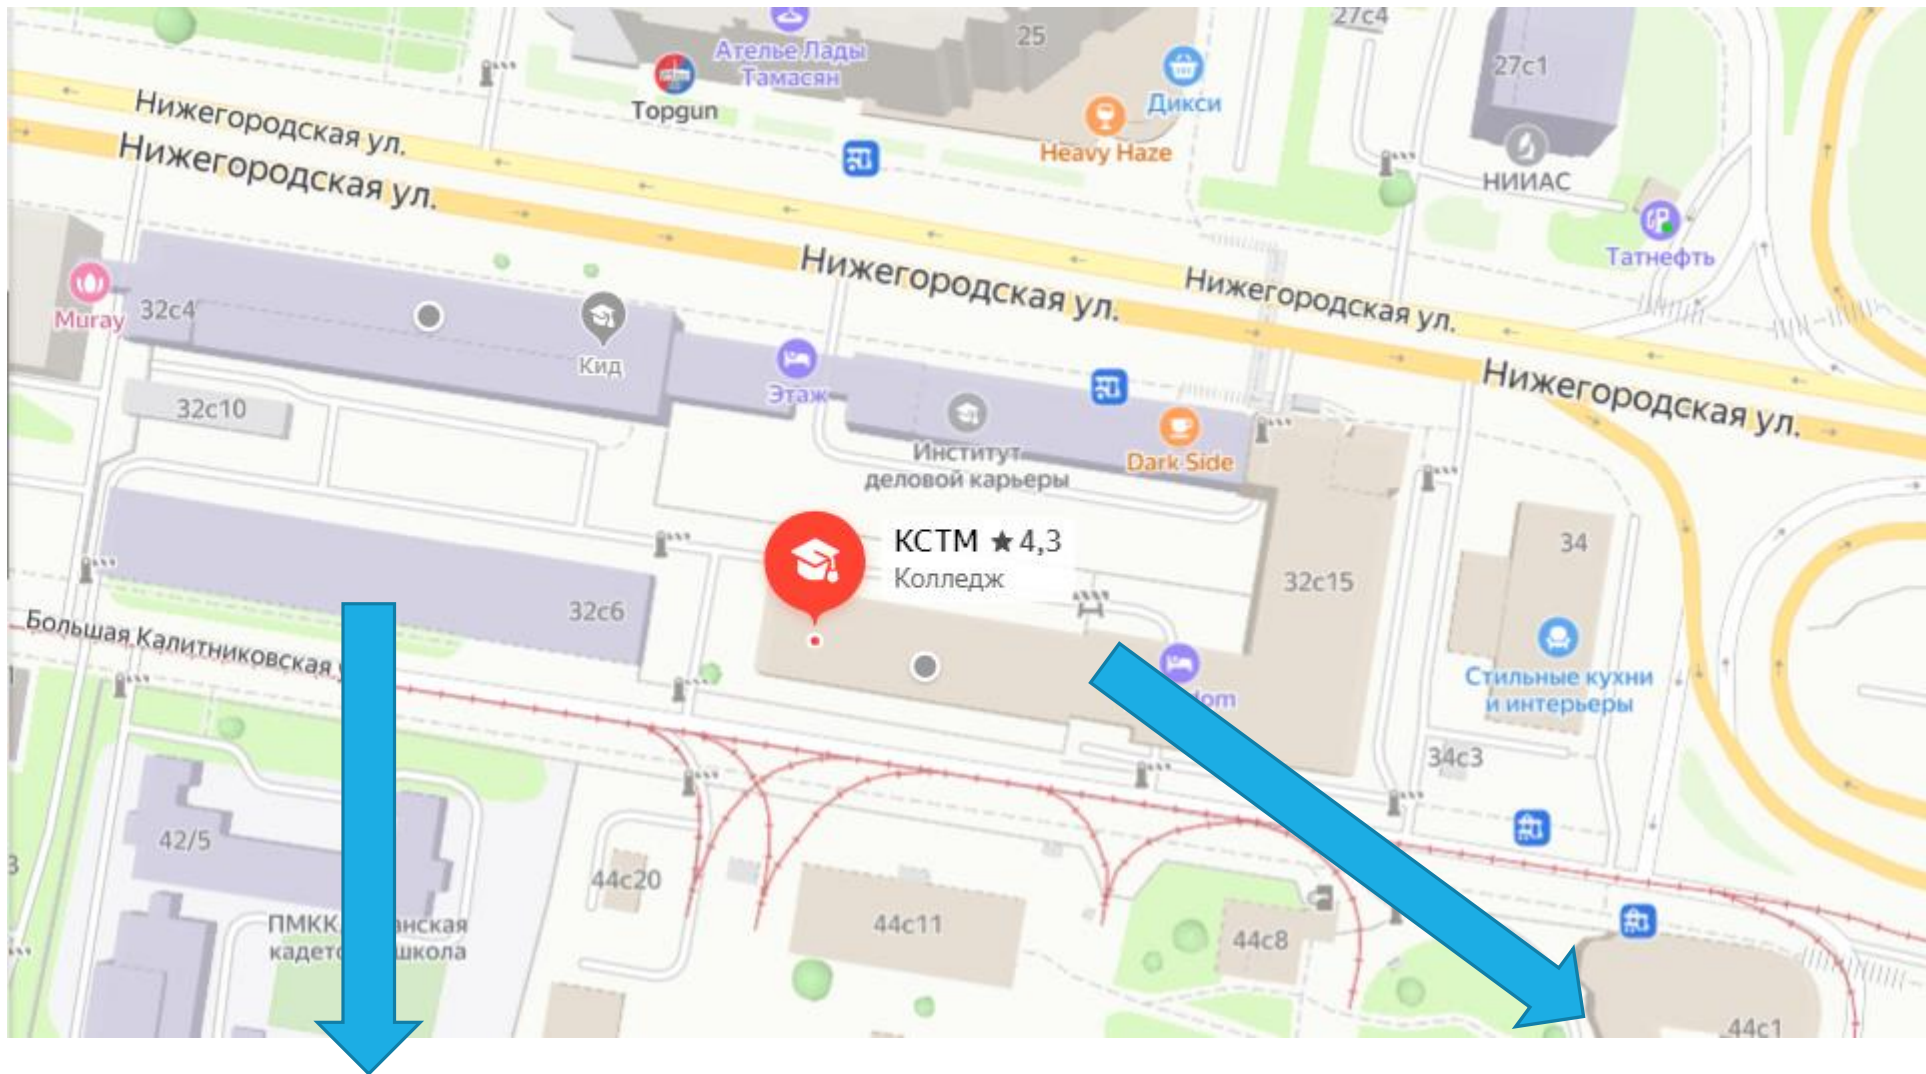 27с4
25
Ателье Лады
Тамасян
27с1
Topgun
Дикси
Нижегородская ул.
Heavy Haze
Нижегородская ул.
НИИАС
Татнефть
Нижегородская ул.
Нижегородская ул.
32с4
Muray
Кид
Этаж
Нижегородская ул.
32с10
Институт
деловой карьеры
Dark Side
КСТМ ★ 4,3
Колледж
34
32с15
32с6
Большая Калитниковская
Стильные кухни
и интерьеры
34с3
42/5
44с20
44с11
44с8
ПМКК
школа
44с1